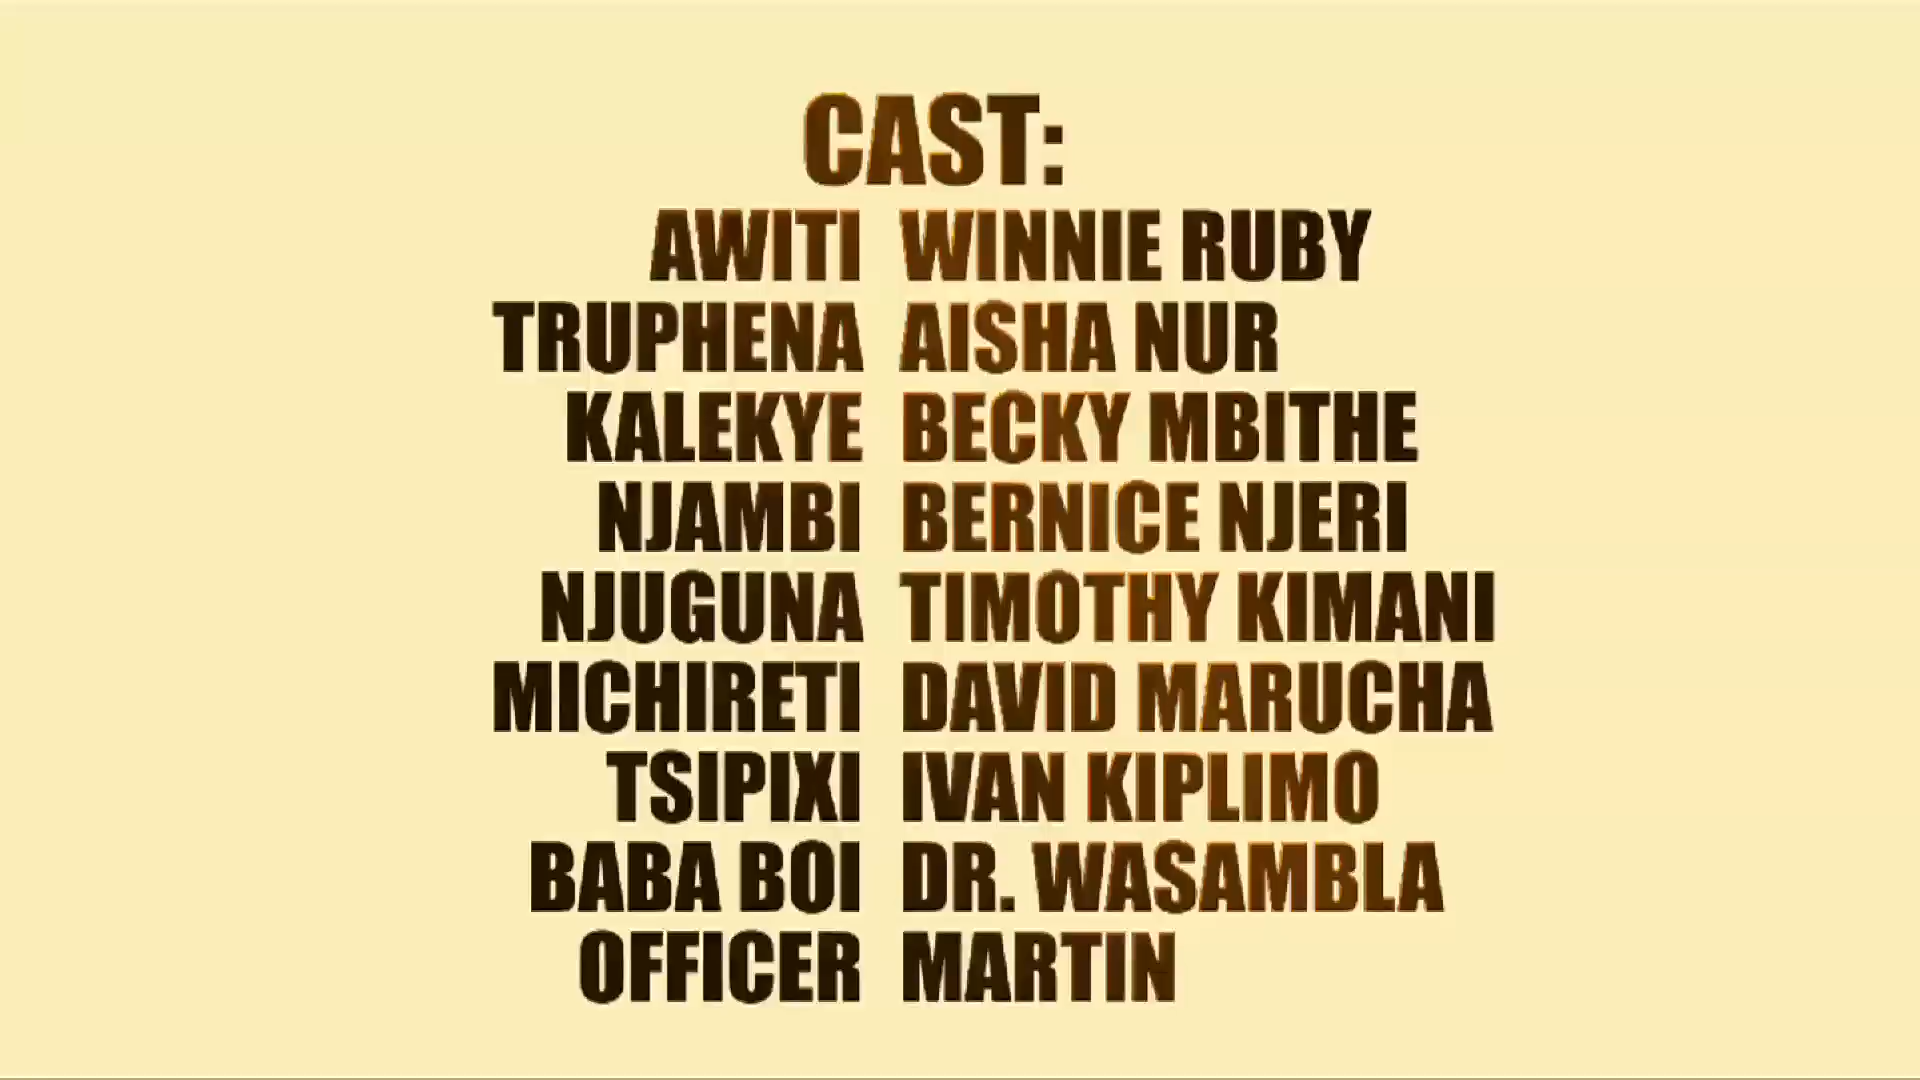 CAST:
AWITI WINNIE RUBY
TRUPHENA AISHA NUR
KALEKYE BECKY MBITHE
NJAMBI BERNICE NJERI
NJUGUNA TIMOTHY KIMANI
MICHIRETI DAVID MARUCHA
TSIPIXI IVAN KIPLIMO
BABA BOI DR. WASAMBLA
OFFICER MARTIN